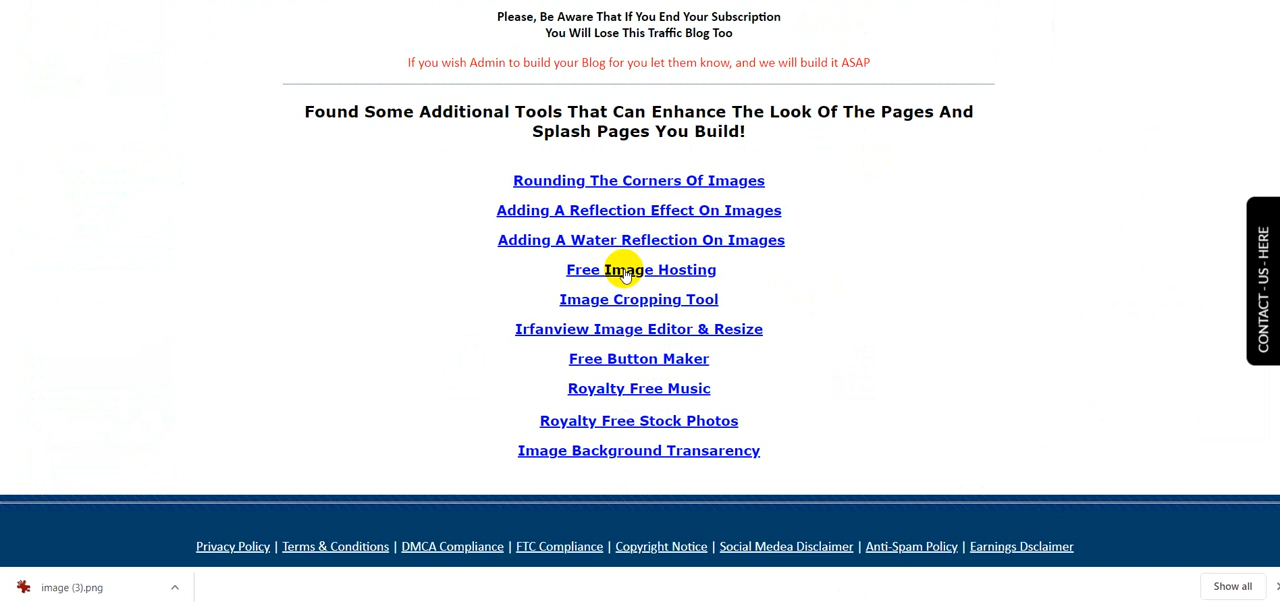 Please, Be Aware That If You End Your Subscription
You Will Lose This Traffic Blog Too
If you wish Admin to build your Blog for you let them know, and we will build it ASAP
Found Some Additional Tools That Can Enhance The Look Of The Pages And
Splash Pages You Build!
Rounding The Corners Of Images
Adding A Reflection Effect On Images
Adding A Water Reflection On Images
Free Image Hosting
Image Cropping Tool
Irfanview Image Editor & Resize
Free Button Maker
Royalty Free Music
Royalty Free Stock Photos
Image Background Transarency
CONTACT - US - HERE
Privacy Policy | Terms & Conditions | DMCA Compliance | FTC Compliance | Copyright Notice | Social Medea Disclaimer | Anti-Spam Policy | Earnings Dsclaimer
image (3).png
Show all